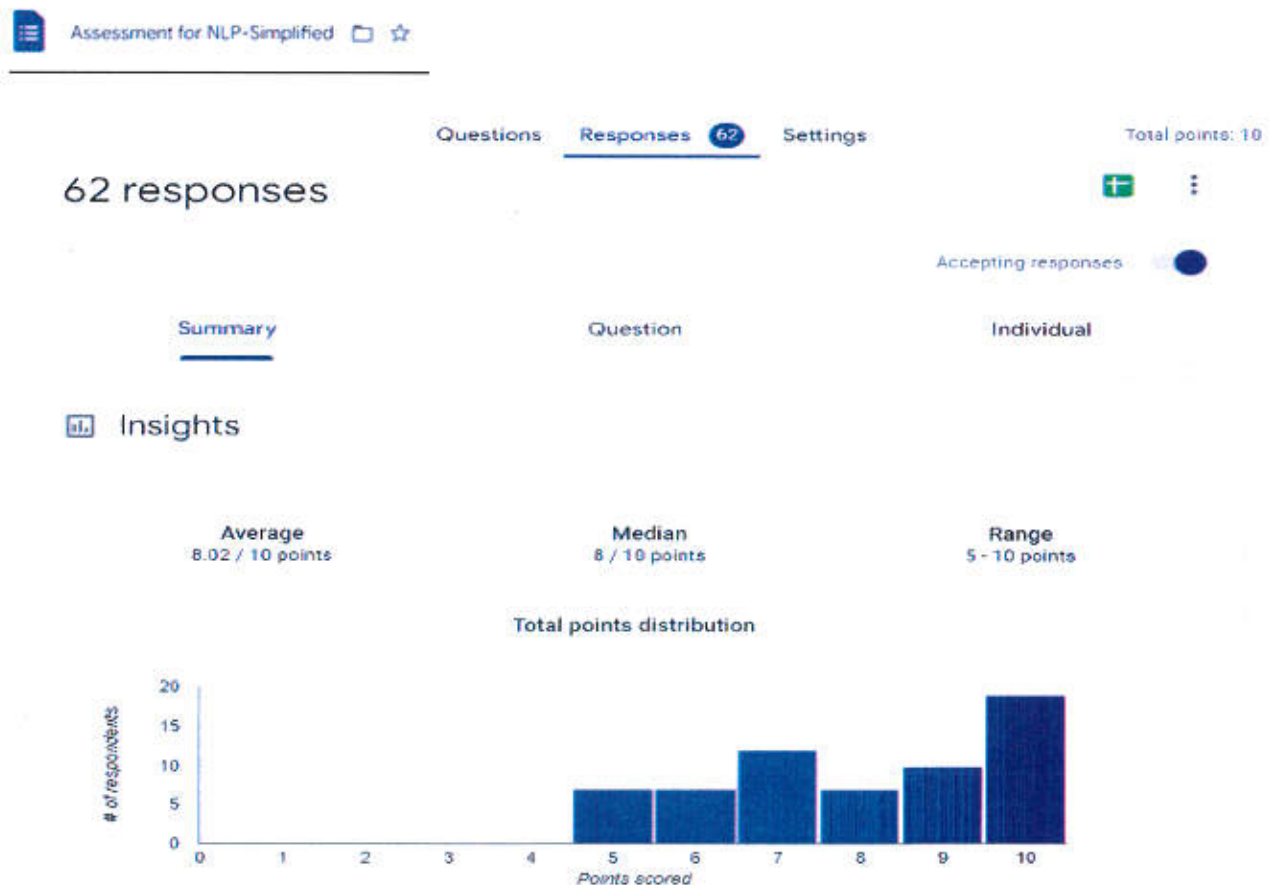 Assessment for NLP-Simplified
Questions Responses 62 Settings Total points: 10
62 responses
Accepting responses
Summary Question Individual
Insights
Average Median Range
8.02 / 10 points 8 / 10 points 5 - 10 points
Total points distribution
20
15
10
5
0
# of respondents
0 1 2 3 4 5 6 7 8 9 10
Points scored